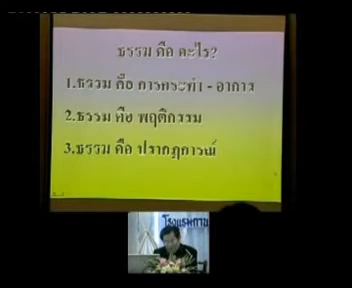 ธรรม คือ อะไร?
1.ธรรม คือ การกระทำ - อาการ
2.ธรรม คือ พฤติกรรม
3.ธรรม คือ ปรากฏการณ์